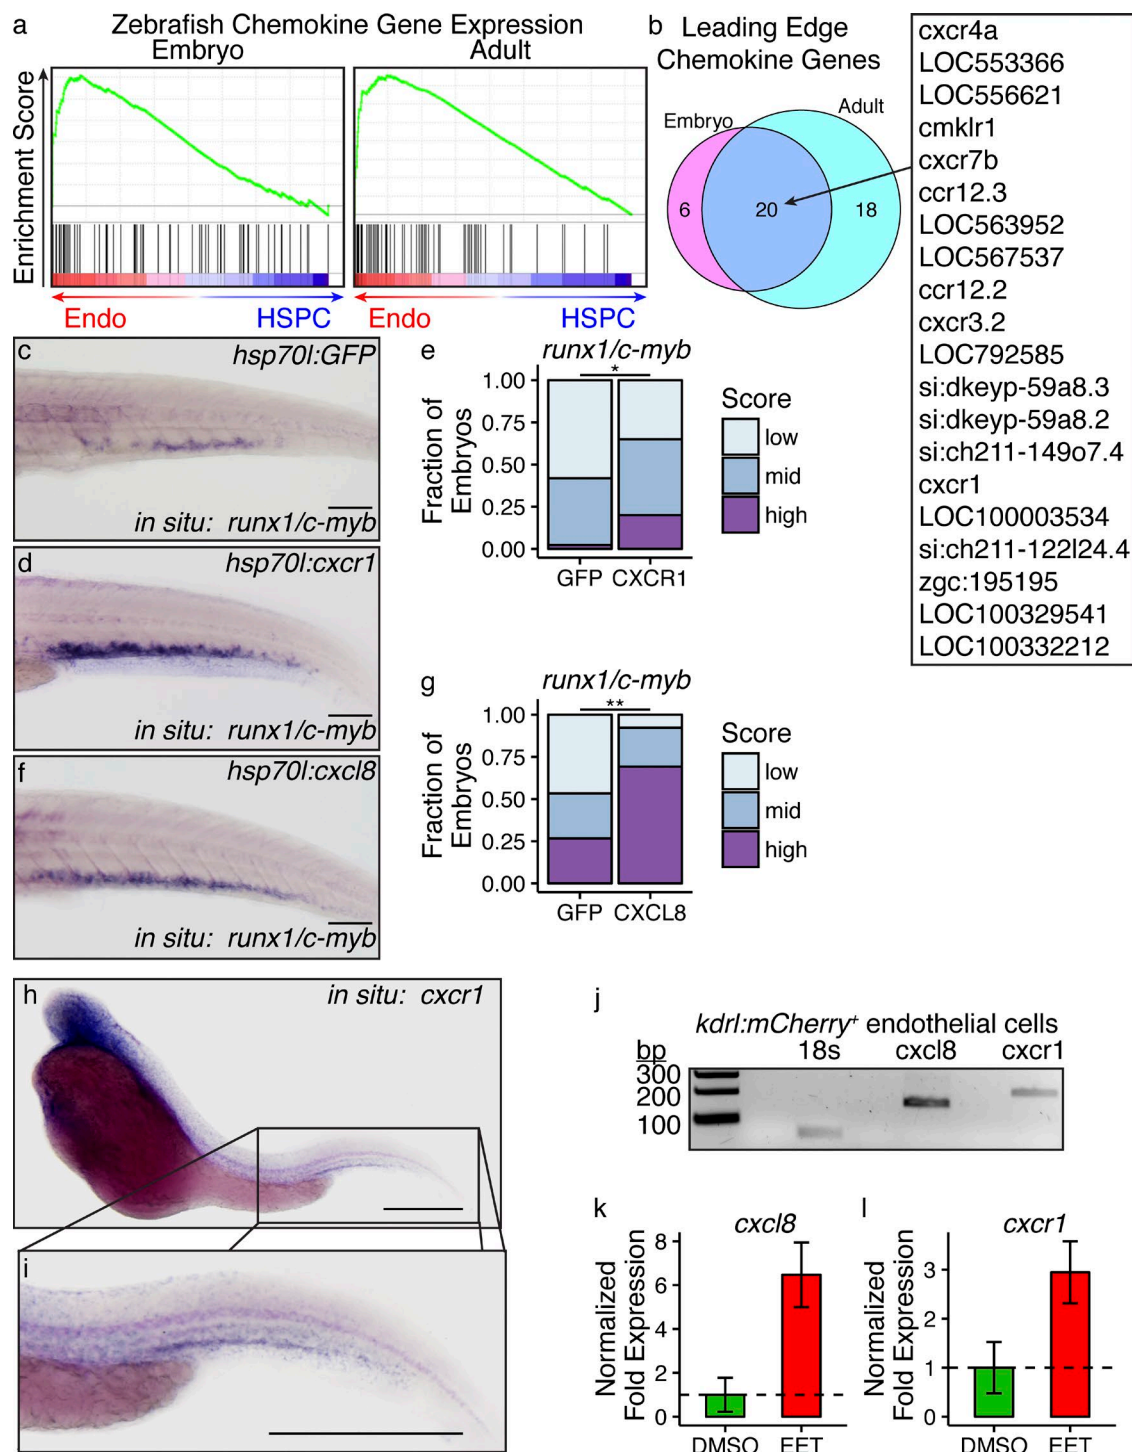 a
Zebrafish Chemokine Gene Expression
Embryo
Adult
Enrichment Score
Endo
HSPC
Endo
HSPC
b
Leading Edge
Chemokine Genes
Embryo
Adult
6
20
18
cxcr4a
LOC553366
LOC556621
cmklr1
cxcr7b
ccr12.3
LOC563952
LOC567537
ccr12.2
cxcr3.2
LOC792585
si:dkeyp-59a8.3
si:dkeyp-59a8.2
si:ch211-149o7.4
cxcr1
LOC100003534
si:ch211-122l24.4
zgc:195195
LOC100329541
LOC100332212
c
hsp70l:GFP
in situ: runx1/c-myb
d
hsp70l:cxcr1
in situ: runx1/c-myb
e
runx1/c-myb
*
Fraction of
Embryos
1.00
0.75
0.50
0.25
0.00
GFP
CXCR1
Score
low
mid
high
f
hsp70l:cxcl8
in situ: runx1/c-myb
g
runx1/c-myb
**
Fraction of
Embryos
1.00
0.75
0.50
0.25
0.00
GFP
CXCL8
Score
low
mid
high
h
in situ: cxcr1
i
j
kdrl:mCherry+ endothelial cells
bp
18s
cxcl8
cxcr1
300
200
100
k
cxcl8
Normalized
Fold Expression
8
6
4
2
0
DMSO
EET
l
cxcr1
Normalized
Fold Expression
3
2
1
0
DMSO
EET